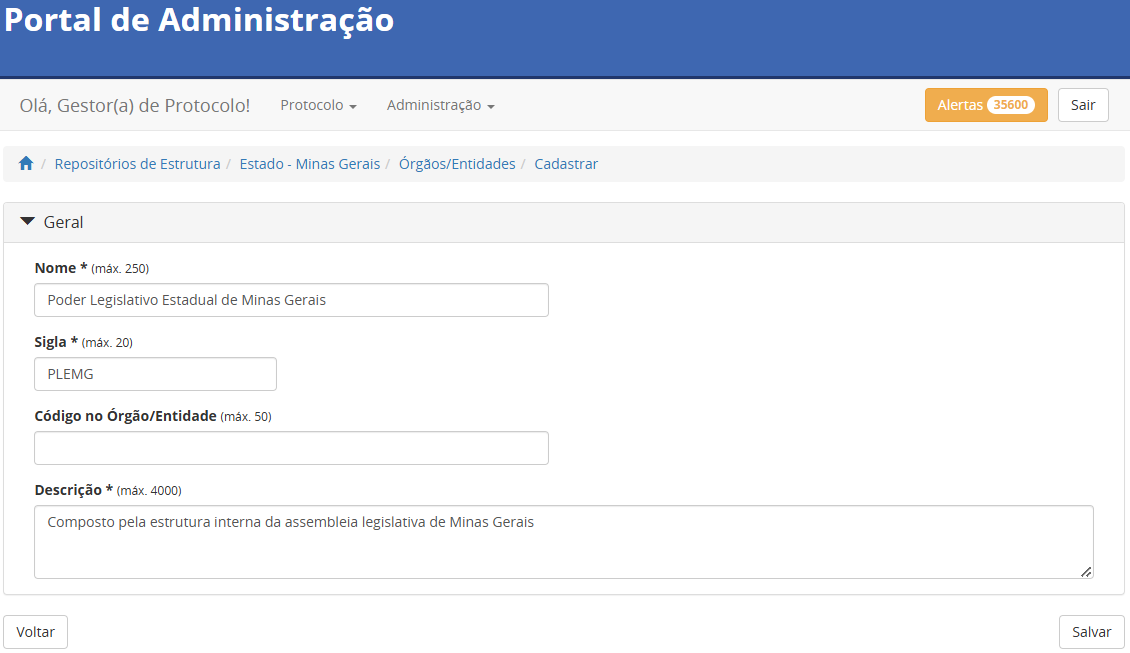 Portal de Administração
Olá, Gestor(a) de Protocolo! Protocolo Administração Alertas 35600 Sair
/ Repositórios de Estrutura / Estado - Minas Gerais / Órgãos/Entidades / Cadastrar
Geral
Nome * (máx. 250)
Poder Legislativo Estadual de Minas Gerais
Sigla * (máx. 20)
PLEMG
Código no Órgão/Entidade (máx. 50)
Descrição * (máx. 4000)
Composto pela estrutura interna da assembleia legislativa de Minas Gerais
Voltar Salvar